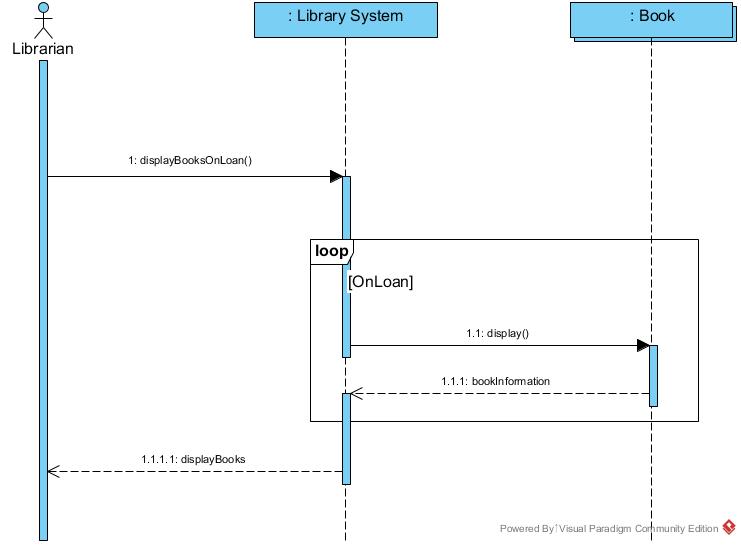 : Library System
: Book
Librarian
1: displayBooksOnLoan()
loop
[OnLoan]
1.1: display()
1.1.1: bookInformation
1.1.1.1: displayBooks
Powered By Visual Paradigm Community Edition